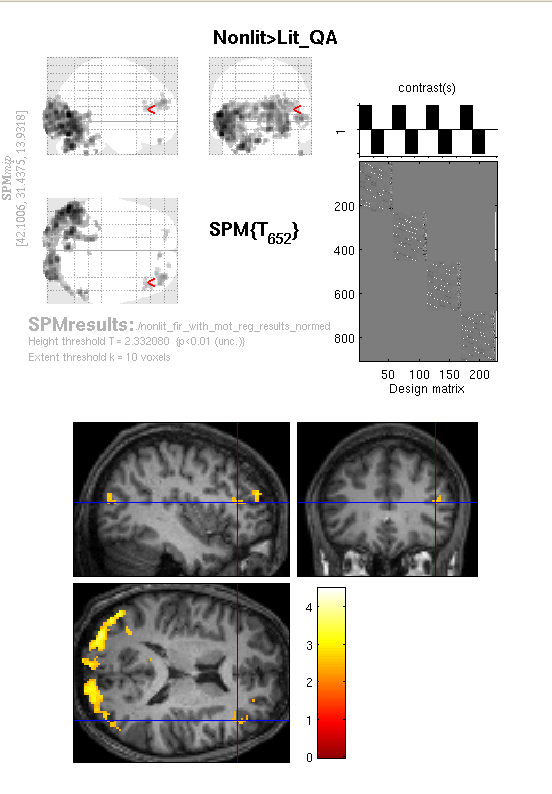 Nonlit>Lit_QA
contrast(s)
1
SPMmip
[42.1006, 31.4375, 13.9318]
<
<
<
SPM{T652}
200
400
600
800
50 100 150 200
Design matrix
SPMresults: ./nonlit_fir_with_mot_reg_results_normed
Height threshold T = 2.332080 {p<0.01 (unc.)}
Extent threshold k = 10 voxels
4
3
2
1
0